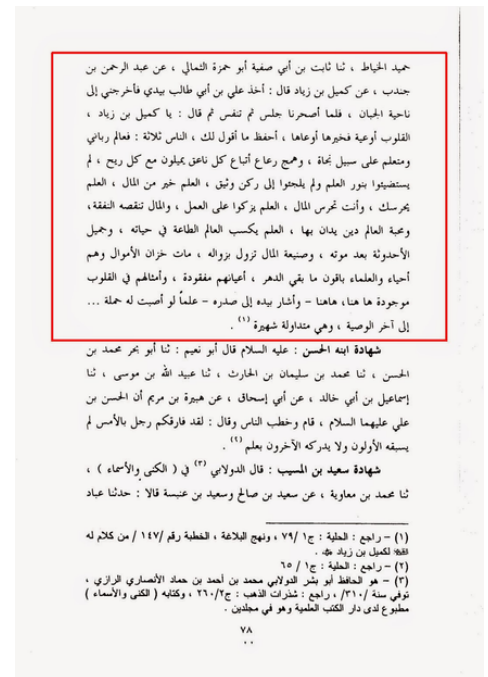 حميد الخياط ، ثنا ثابت بن أبي صفية أبو حمزة الثمالي ، عن عبد الرحمن بن
جندب ، عن كميل بن زياد قال : أخذ علي بن أبي طالب بيدي فأخرجني إلى
ناحية الجبان ، فلما أصحرنا جلس ثم تنفس ثم قال : يا كميل بن زياد ،
القلوب أوعية فخيرها أوعاها ، أحفظ ما أقول لك ، الناس ثلاثة : فعالم رباني
ومتعلم على سبيل نجاة ، وهمج رعاع أتباع كل ناعق يميلون مع كل ريح ، لم
يستضيئوا بنور العلم ولم يلجئوا إلى ركن وثيق ، العلم خير من المال ، العلم
يحرسك ، وأنت تحرس المال ، العلم يزكوا على العمل ، والمال تنقصه النفقة ،
ومحبة العالم دين يدان بها ، العلم يكسب العالم الطاعة في حياته ، وجميل
الأحدوثة بعد موته ، وصنيعة المال تزول بزواله ، مات خزان الأموال وهم
أحياء والعلماء باقون ما بقي الدهر ، أعيانهم مفقودة ، وأمثالهم في القلوب
موجودة ها هنا ، هاهنا – وأشار بيده إلى صدره – علماً لو أصبت له حملة ...
إلى آخر الوصية ، وهي متداولة شهيرة (١) .
شهادة ابنه الحسن : عليه السلام قال أبو نعيم : ثنا أبو بحر محمد بن
الحسن ، ثنا محمد بن سليمان بن الحارث ، ثنا عبيد الله بن موسى ، ثنا
إسماعيل بن أبي خالد ، عن أبي إسحاق ، عن هبيرة بن مريم أن الحسن بن
علي عليهما السلام ، قام وخطب الناس وقال : لقد فارقكم رجل بالأمس لم
يسبقه الأولون ولا يدركه الآخرون بعلم (٢) .
شهادة سعيد بن المسيب : قال الدولابي (٣) في ( الكنى والأسماء ) ،
ثنا محمد بن معاوية ، عن سعيد بن صالح وسعيد بن عنبسة قالا : حدثنا عباد
(١) – راجع : الحلية : ج١ /٧٩ ، ونهج البلاغة ، الخطبة رقم /١٤٧ / من كلام له
لكميل بن زياد .
(٢) – راجع : الحلية : ج١ / ٦٥
(٣) – هو الحافظ أبو بشر الدولابي محمد بن أحمد بن حماد الأنصاري الرازي ،
توفي سنة /٣١٠/ ، راجع : شذرات الذهب : ج٢٦٠/٢ ، وكتابه ( الكنى والأسماء )
مطبوع لدى دار الكتب العلمية وهو في مجلدين .
٧٨